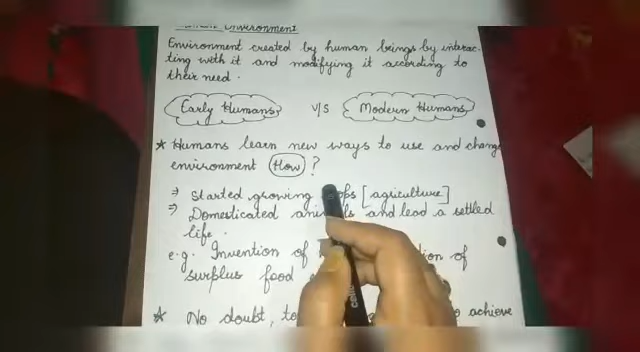 Environment
Environment created by human beings by interac-
ting with it and modifying it according to
their need.
Early Humans V/S Modern Humans
* Humans learn new ways to use and change
environment How ?
⇒ Started growing [agriculture]
⇒ Domesticated and lead a settled
life.
e.g. Invention of of
surplus food
* No doubt, to achieve